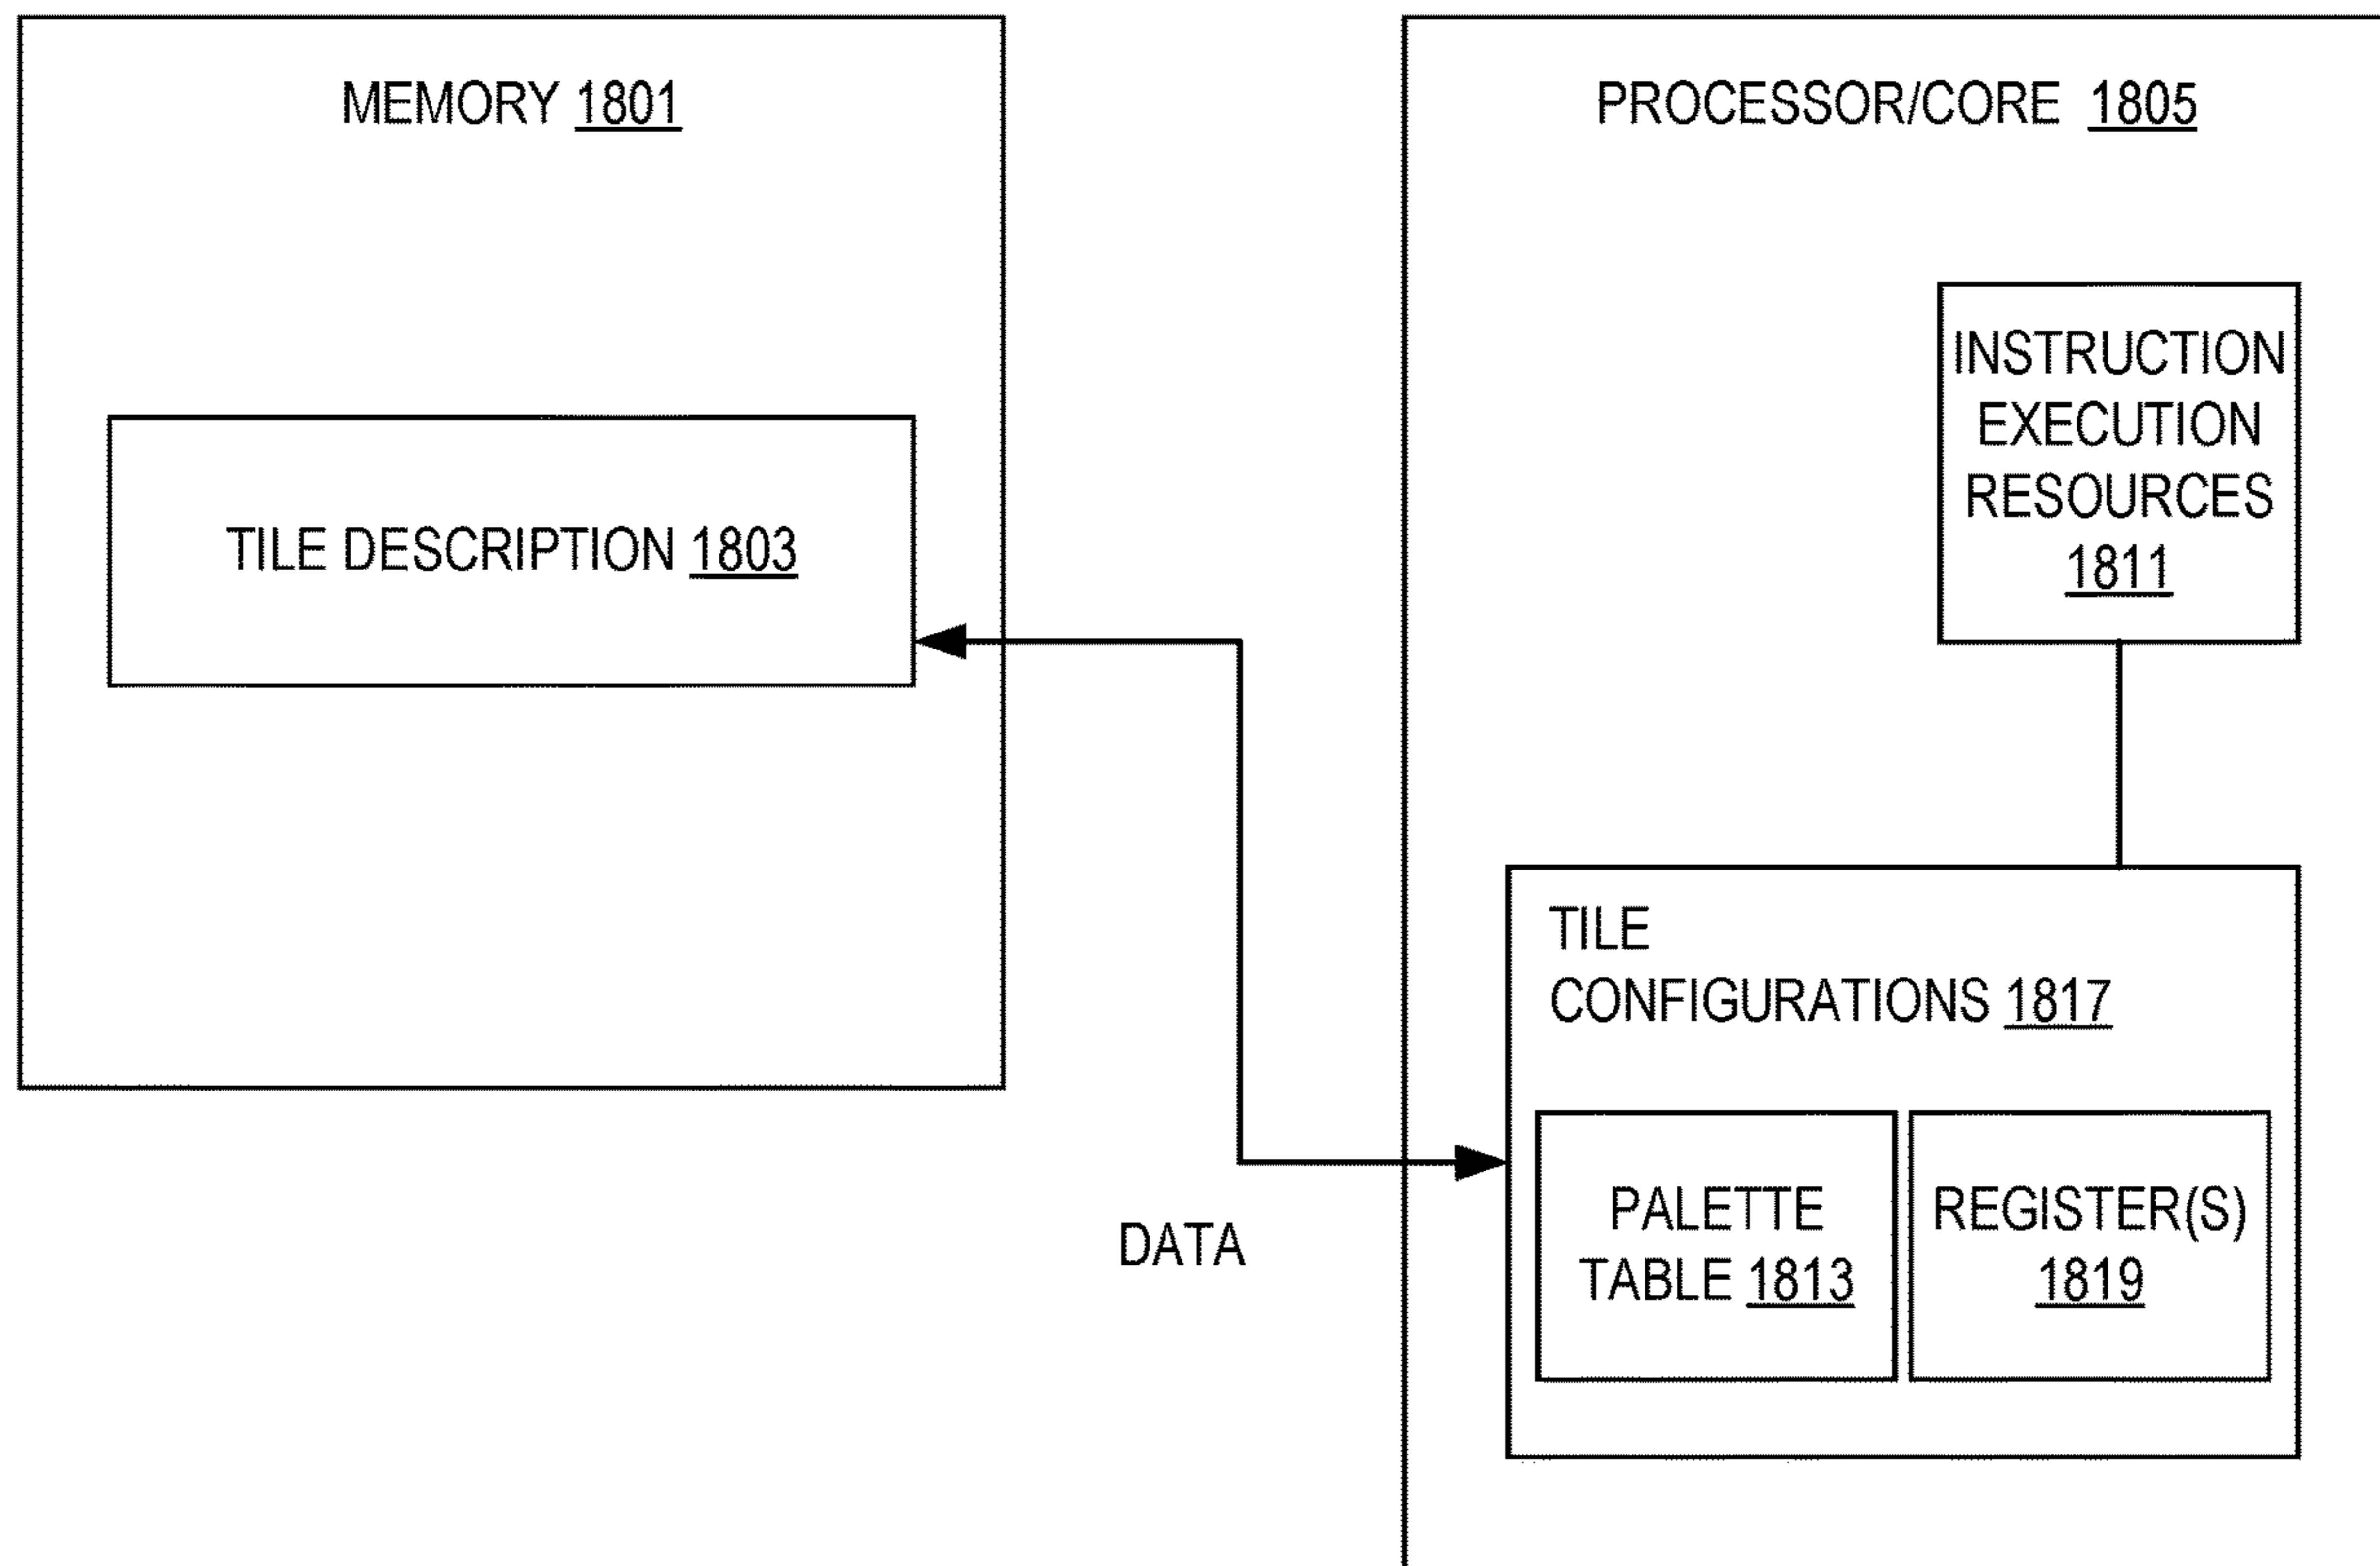 MEMORY 1801
TILE DESCRIPTION 1803
DATA
PROCESSOR/CORE 1805
INSTRUCTION
EXECUTION
RESOURCES
1811
TILE
CONFIGURATIONS 1817
PALETTE
TABLE 1813
REGISTER(S)
1819